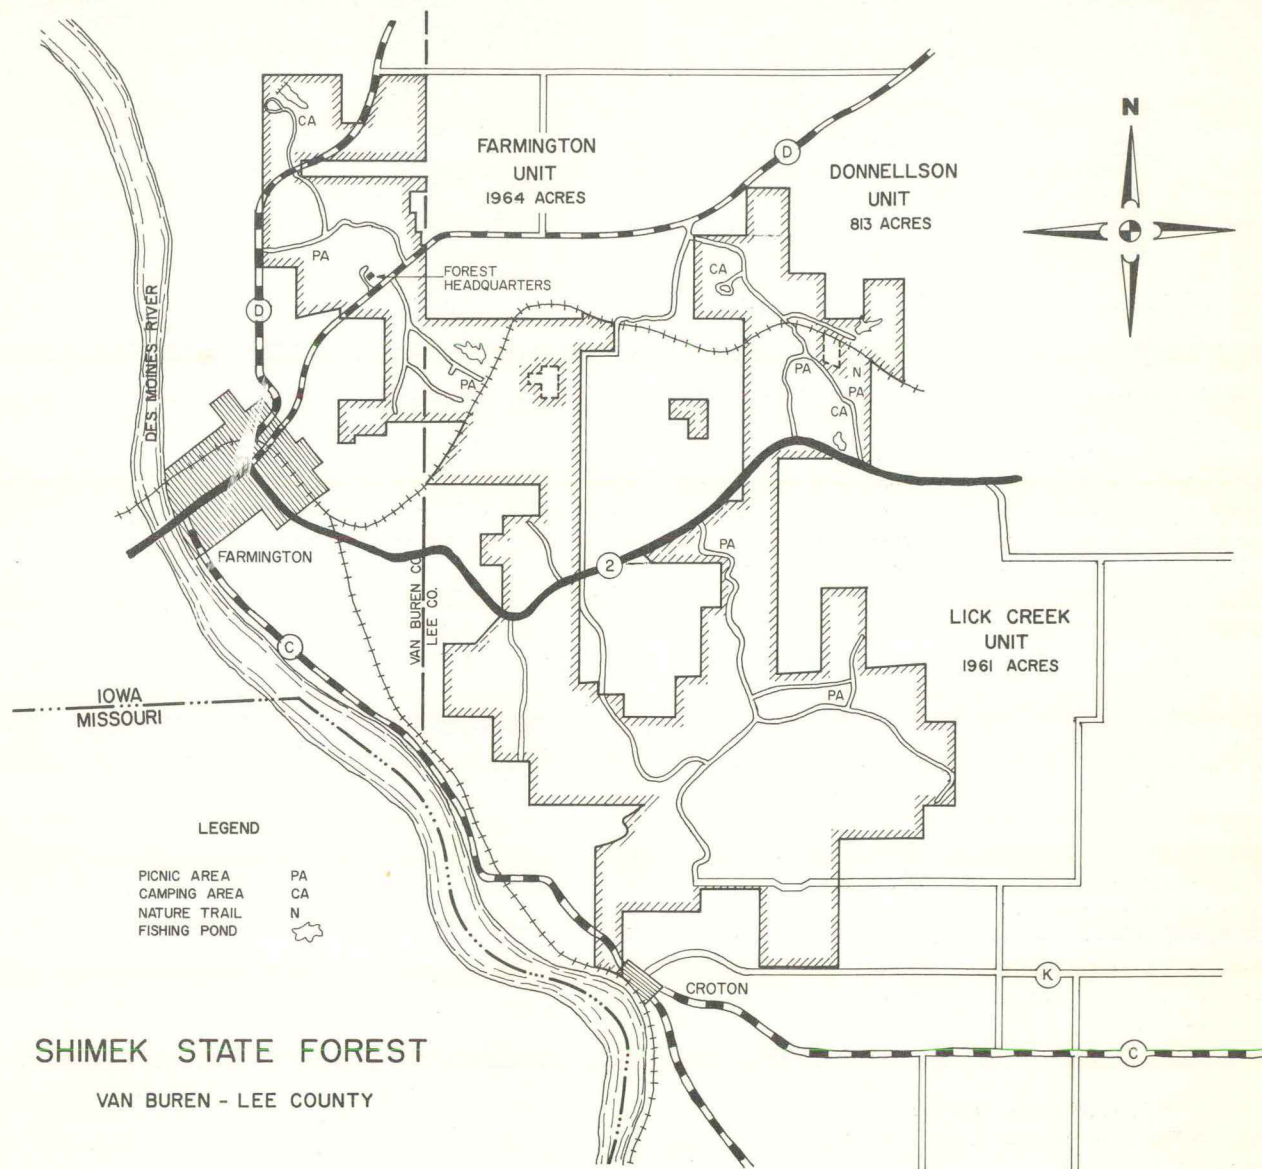 N
FARMINGTON
UNIT
1964 ACRES
D
DONNELLSON
UNIT
813 ACRES
CA
PA
FOREST
HEADQUARTERS
CA
D
DES MOINES RIVER
PA
PA
N
PA
CA
FARMINGTON
2
PA
VAN BUREN CO.
LEE CO.
C
LICK CREEK
UNIT
1961 ACRES
PA
IOWA
MISSOURI
LEGEND
PICNIC AREA PA
CAMPING AREA CA
NATURE TRAIL N
FISHING POND
K
CROTON
C
SHIMEK STATE FOREST
VAN BUREN - LEE COUNTY